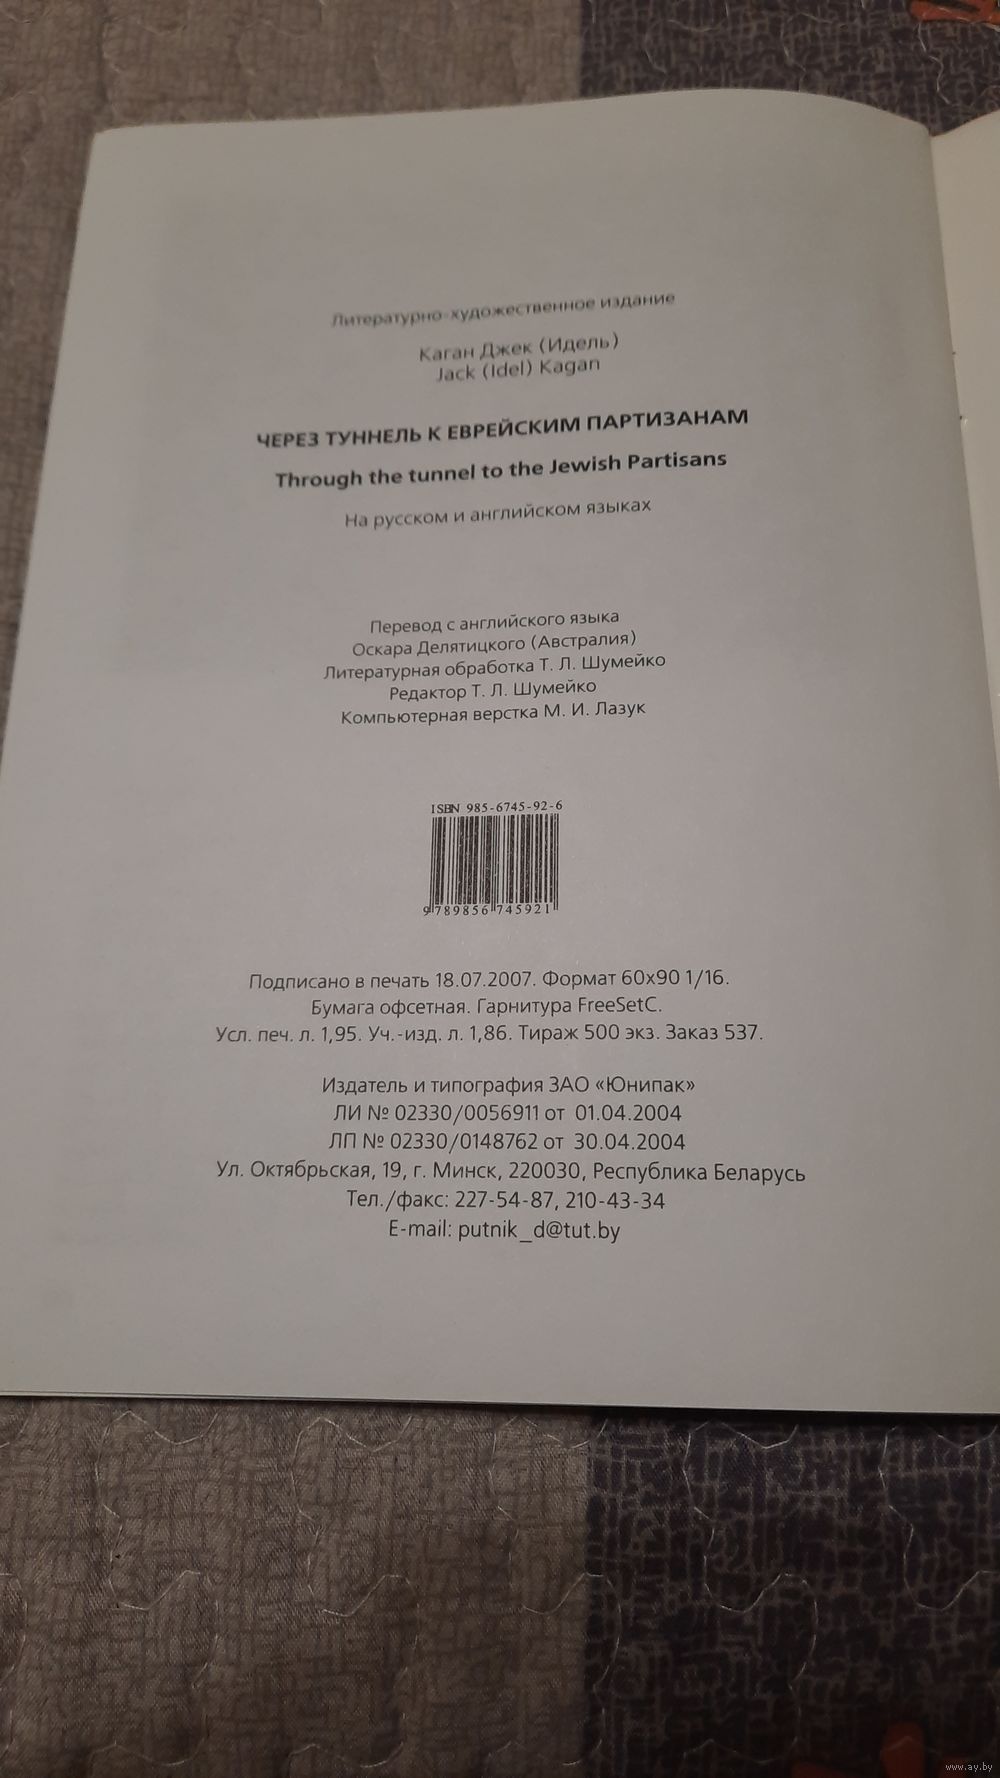 Литературно-художественное издание
Каган Джек (Идель)
Jack (Idel) Kagan
ЧЕРЕЗ ТУННЕЛЬ К ЕВРЕЙСКИМ ПАРТИЗАНАМ
Through the tunnel to the Jewish Partisans
На русском и английском языках
Перевод с английского языка
Оскара Делятицкого (Австралия)
Литературная обработка Т. Л. Шумейко
Редактор Т. Л. Шумейко
Компьютерная верстка М. И. Лазук
ISBN 985-6745-92-6
9 789856 745921
Подписано в печать 18.07.2007. Формат 60х90 1/16.
Бумага офсетная. Гарнитура FreeSetC.
Усл. печ. л. 1,95. Уч.-изд. л. 1,86. Тираж 500 экз. Заказ 537.
Издатель и типография ЗАО «Юнипак»
ЛИ № 02330/0056911 от 01.04.2004
ЛП № 02330/0148762 от 30.04.2004
Ул. Октябрьская, 19, г. Минск, 220030, Республика Беларусь
Тел./факс: 227-54-87, 210-43-34
E-mail: putnik_d@tut.by
www.ay.by